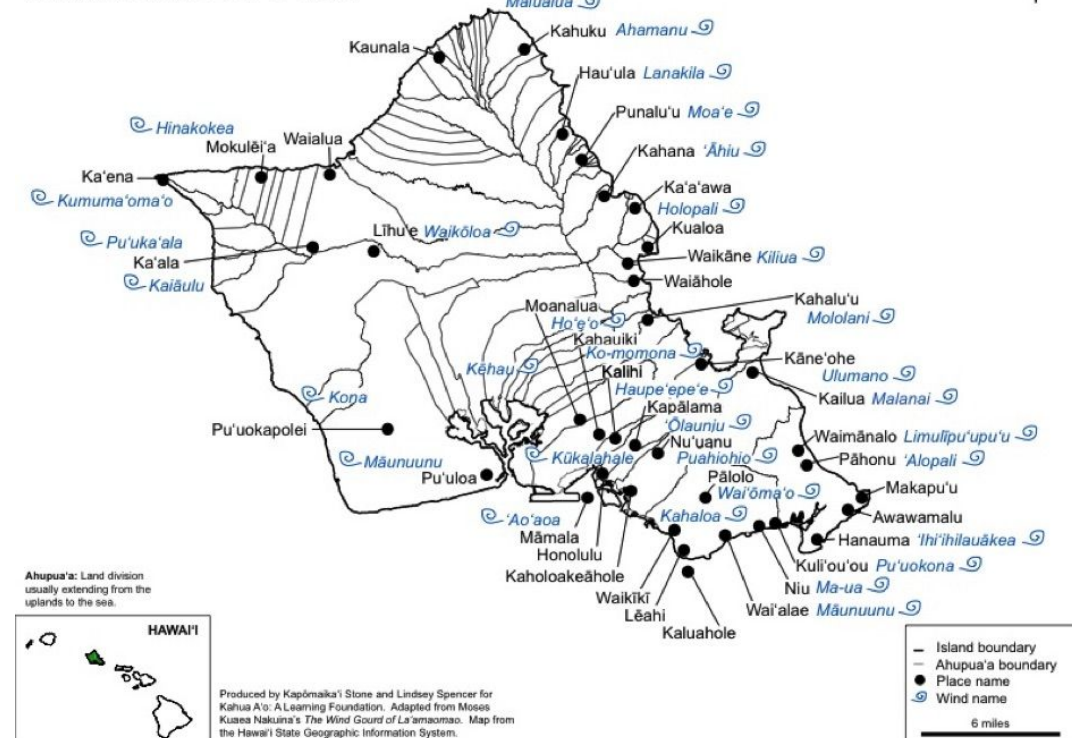 Malualua
Kaunala
Kahuku Ahamanu
Hau‘ula Lanakila
Punalu‘u Moa‘e
Hinakokea
Mokulē‘ia
Waialua
Kahana ‘Āhiu
Ka‘ena
Ka‘a‘awa
Holopali
Kumuma‘oma‘o
Kualoa
Pu‘uka‘ala
Līhu‘e Waikōloa
Ka‘ala
Waikāne Kiliua
Kaiāulu
Waiāhole
Moanalua
Ho‘e‘o
Kahalu‘u
Mololani
Kahauiki
Ko-momona
Kāne‘ohe
Ulumano
Kēhau
Kalihi
Haupe‘epe‘e
Kailua Malanai
Kona
Kapālama
‘Ōlauniu
Pu‘uokapolei
Nu‘uanu
Puahiohio
Waimānalo Limulīpu‘upu‘u
Māunuunu
Kūkalahale
Pāhonu ‘Alopali
Pu‘uloa
Pālolo
Wai‘ōma‘o
Makapu‘u
‘Ao‘aoa
Kahaloa
Awawamalu
Māmala
Hanauma ‘Ihi‘ihilauākea
Honolulu
Kuli‘ou‘ou Pu‘uokona
Kaholoakeāhole
Niu Ma-ua
Waikīkī
Wai‘alae Māunuunu
Lēahi
Kaluahole
Ahupua‘a: Land division
usually extending from the
uplands to the sea.
HAWAI‘I
Produced by Kapōmaika‘i Stone and Lindsey Spencer for
Kahua A‘o: A Learning Foundation. Adapted from Moses
Kuaea Nakuina's The Wind Gourd of La‘amaomao. Map from
the Hawai‘i State Geographic Information System.
Island boundary
Ahupua‘a boundary
Place name
Wind name
6 miles